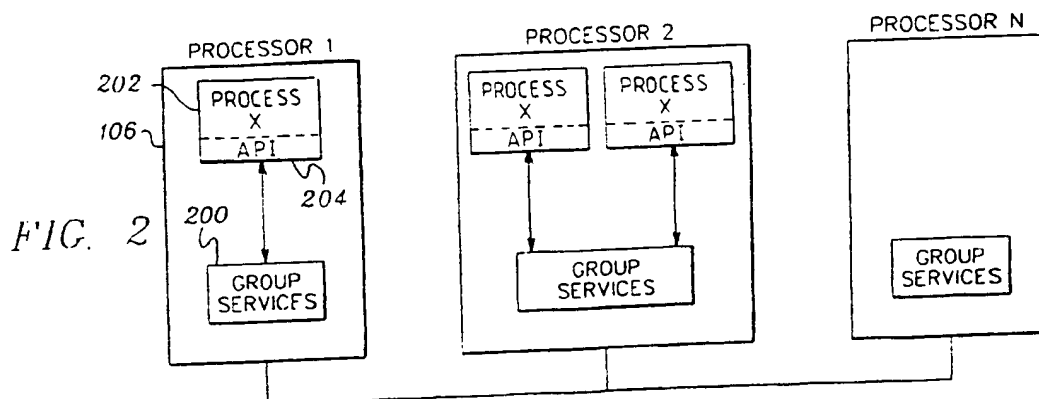 PROCESSOR 1
PROCESSOR 2
PROCESSOR N
202
106
PROCESS
X
API
204
200
GROUP
SERVICES
PROCESS
X
API
PROCESS
X
API
GROUP
SERVICES
GROUP
SERVICES
FIG. 2